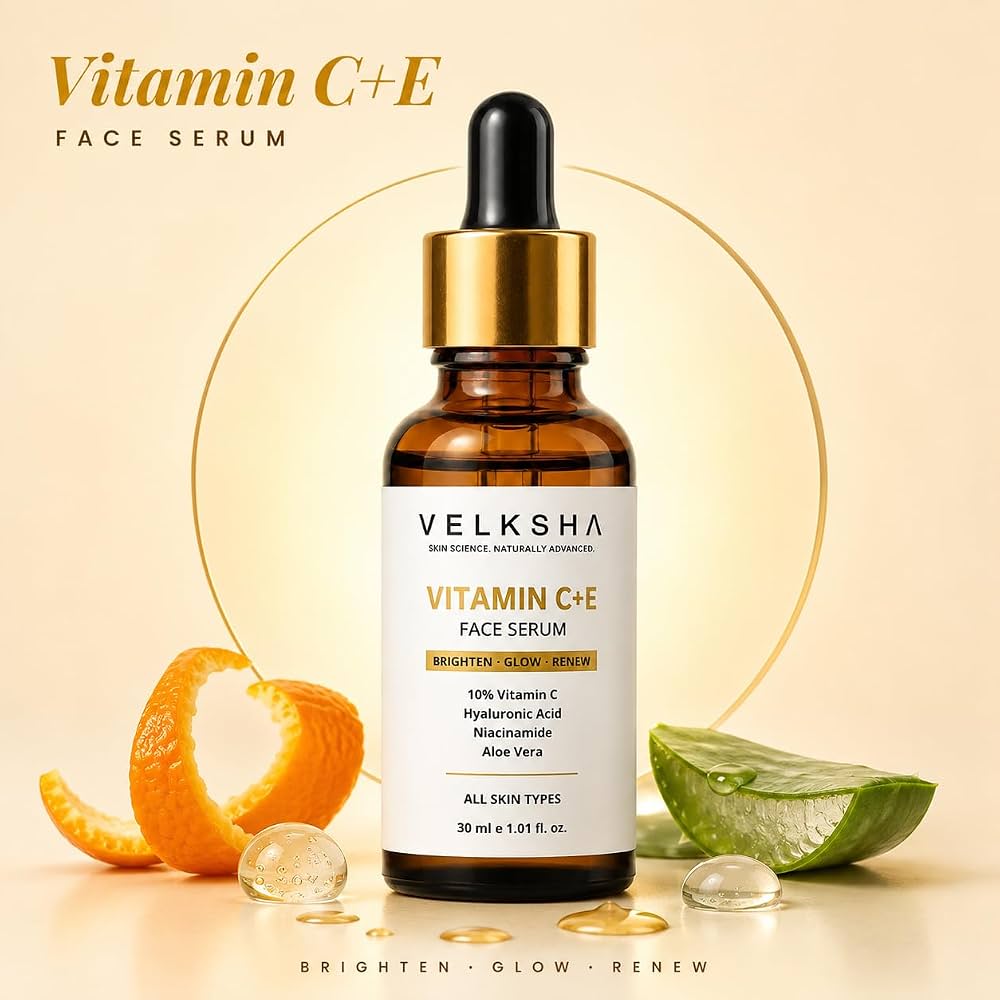 Vitamin C+E
FACE SERUM
VELKSHA
SKIN SCIENCE. NATURALLY ADVANCED.
VITAMIN C+E
FACE SERUM
BRIGHTEN · GLOW · RENEW
10% Vitamin C
Hyaluronic Acid
Niacinamide
Aloe Vera
ALL SKIN TYPES
30 ml e 1.01 fl. oz.
BRIGHTEN · GLOW · RENEW